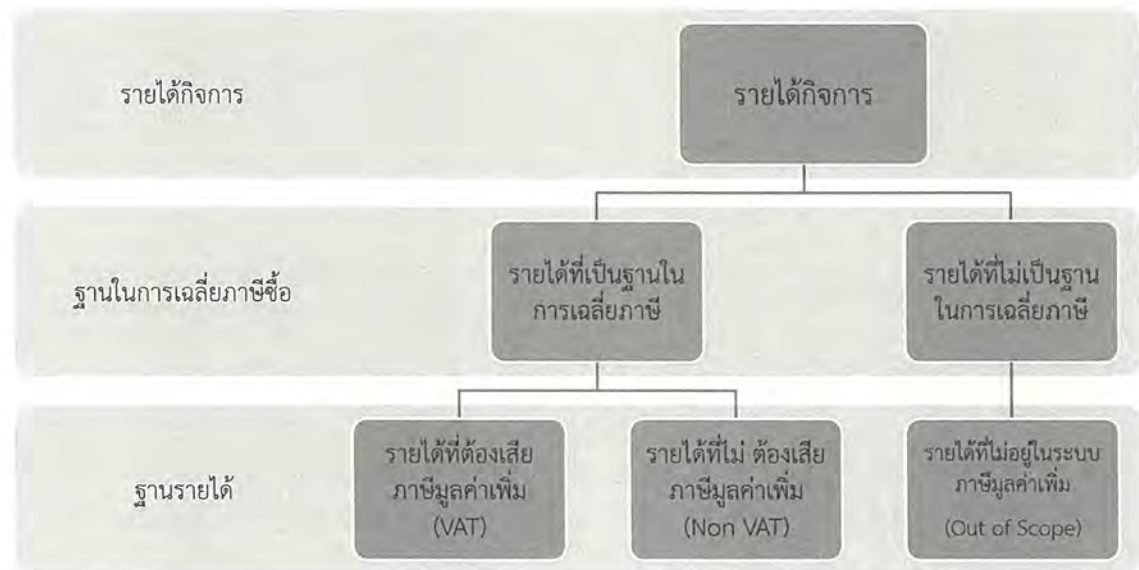 รายได้กิจการ
รายได้กิจการ
ฐานในการเฉลี่ยภาษีซื้อ
รายได้ที่เป็นฐานใน
การเฉลี่ยภาษี
รายได้ที่ไม่เป็นฐาน
ในการเฉลี่ยภาษี
ฐานรายได้
รายได้ที่ต้องเสีย
ภาษีมูลค่าเพิ่ม
(VAT)
รายได้ที่ไม่ ต้องเสีย
ภาษีมูลค่าเพิ่ม
(Non VAT)
รายได้ที่ไม่อยู่ในระบบ
ภาษีมูลค่าเพิ่ม
(Out of Scope)